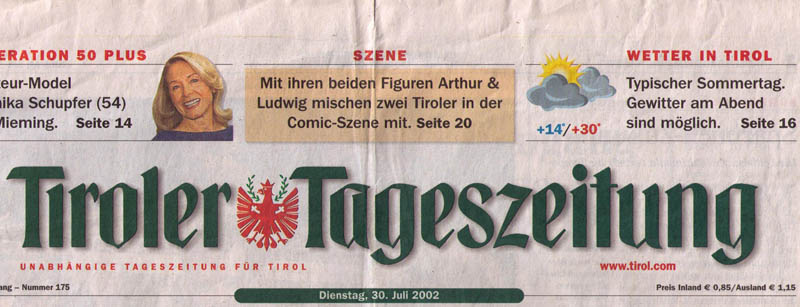 ERATION 50 PLUS
eur-Model
ika Schupfer (54)
Mieming. Seite 14
SZENE
Mit ihren beiden Figuren Arthur &
Ludwig mischen zwei Tiroler in der
Comic-Szene mit. Seite 20
WETTER IN TIROL
+14°/+30°
Typischer Sommertag.
Gewitter am Abend
sind möglich. Seite 16
Tiroler Tageszeitung
UNABHÄNGIGE TAGESZEITUNG FÜR TIROL
www.tirol.com
ang – Nummer 175
Dienstag, 30. Juli 2002
Preis Inland € 0,85/Ausland € 1,15